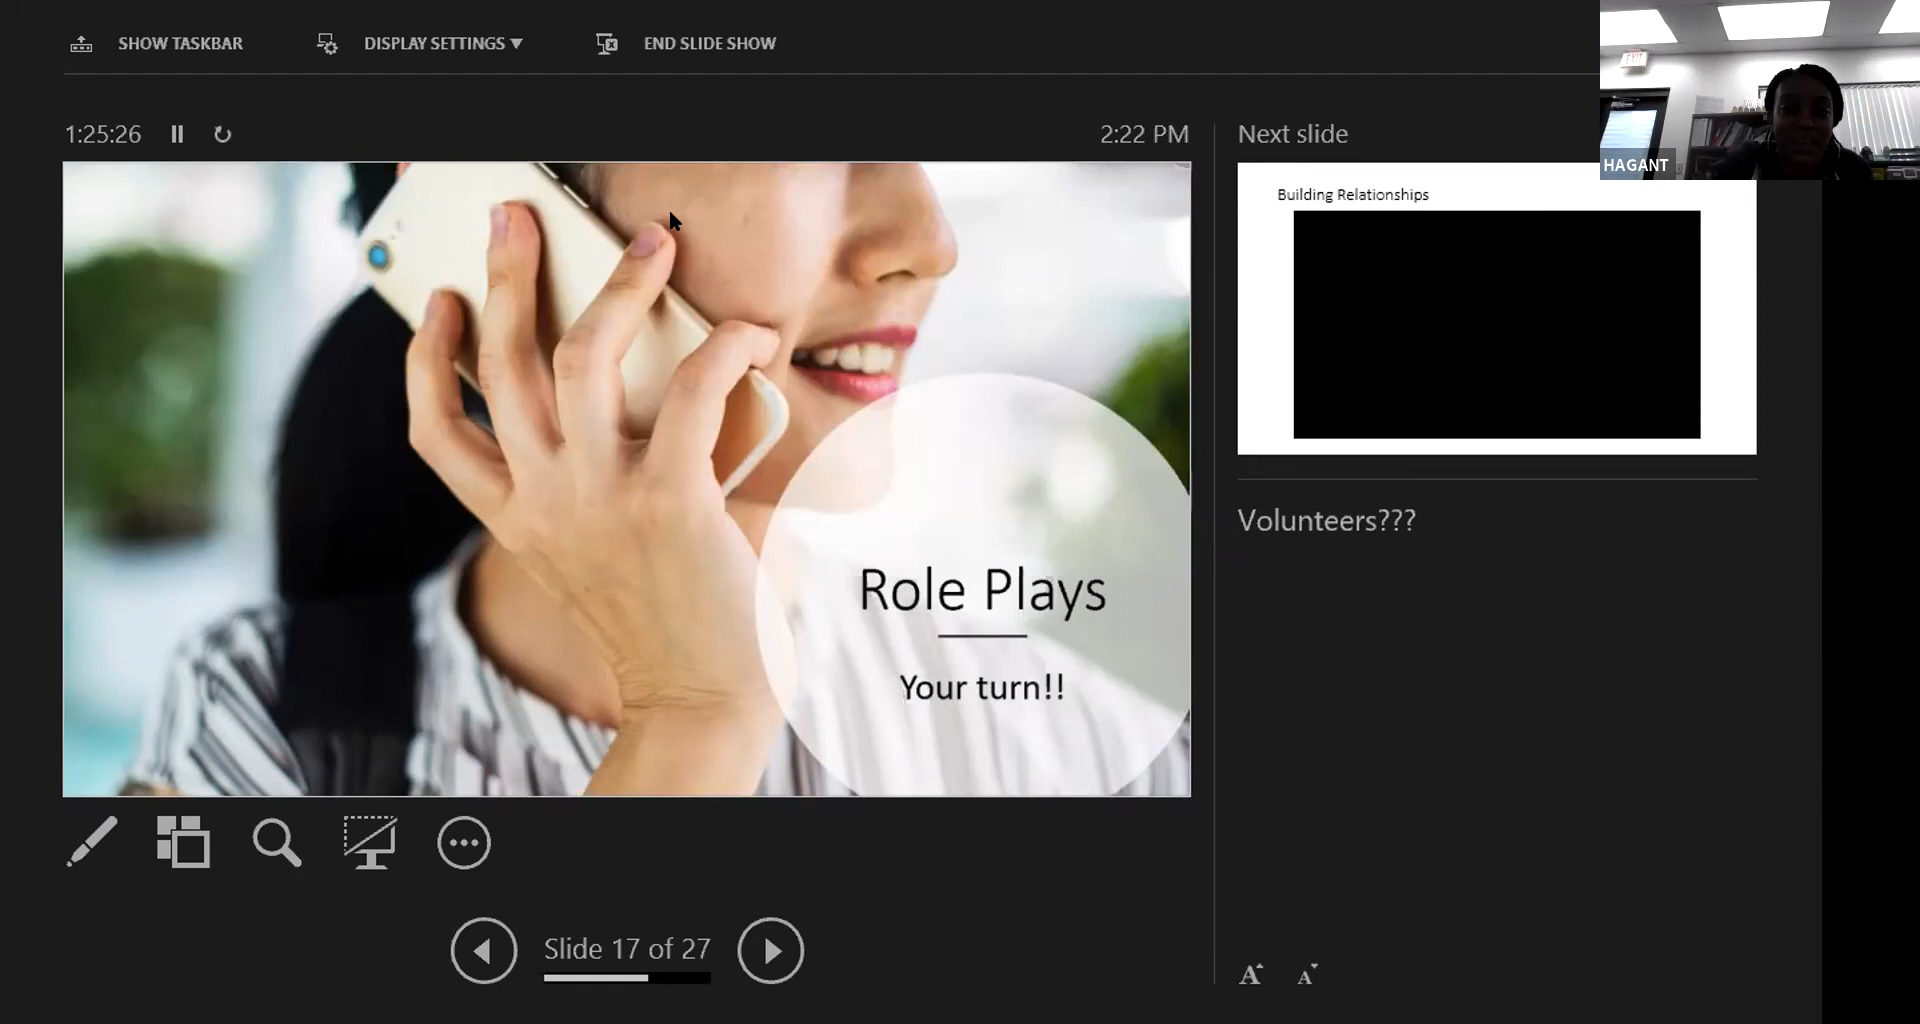 SHOW TASKBAR
DISPLAY SETTINGS ▼
END SLIDE SHOW
EXIT
HAGANT
1:25:26
2:22 PM
Next slide
Building Relationships
Role Plays
Your turn!!
Volunteers???
Slide 17 of 27
A A